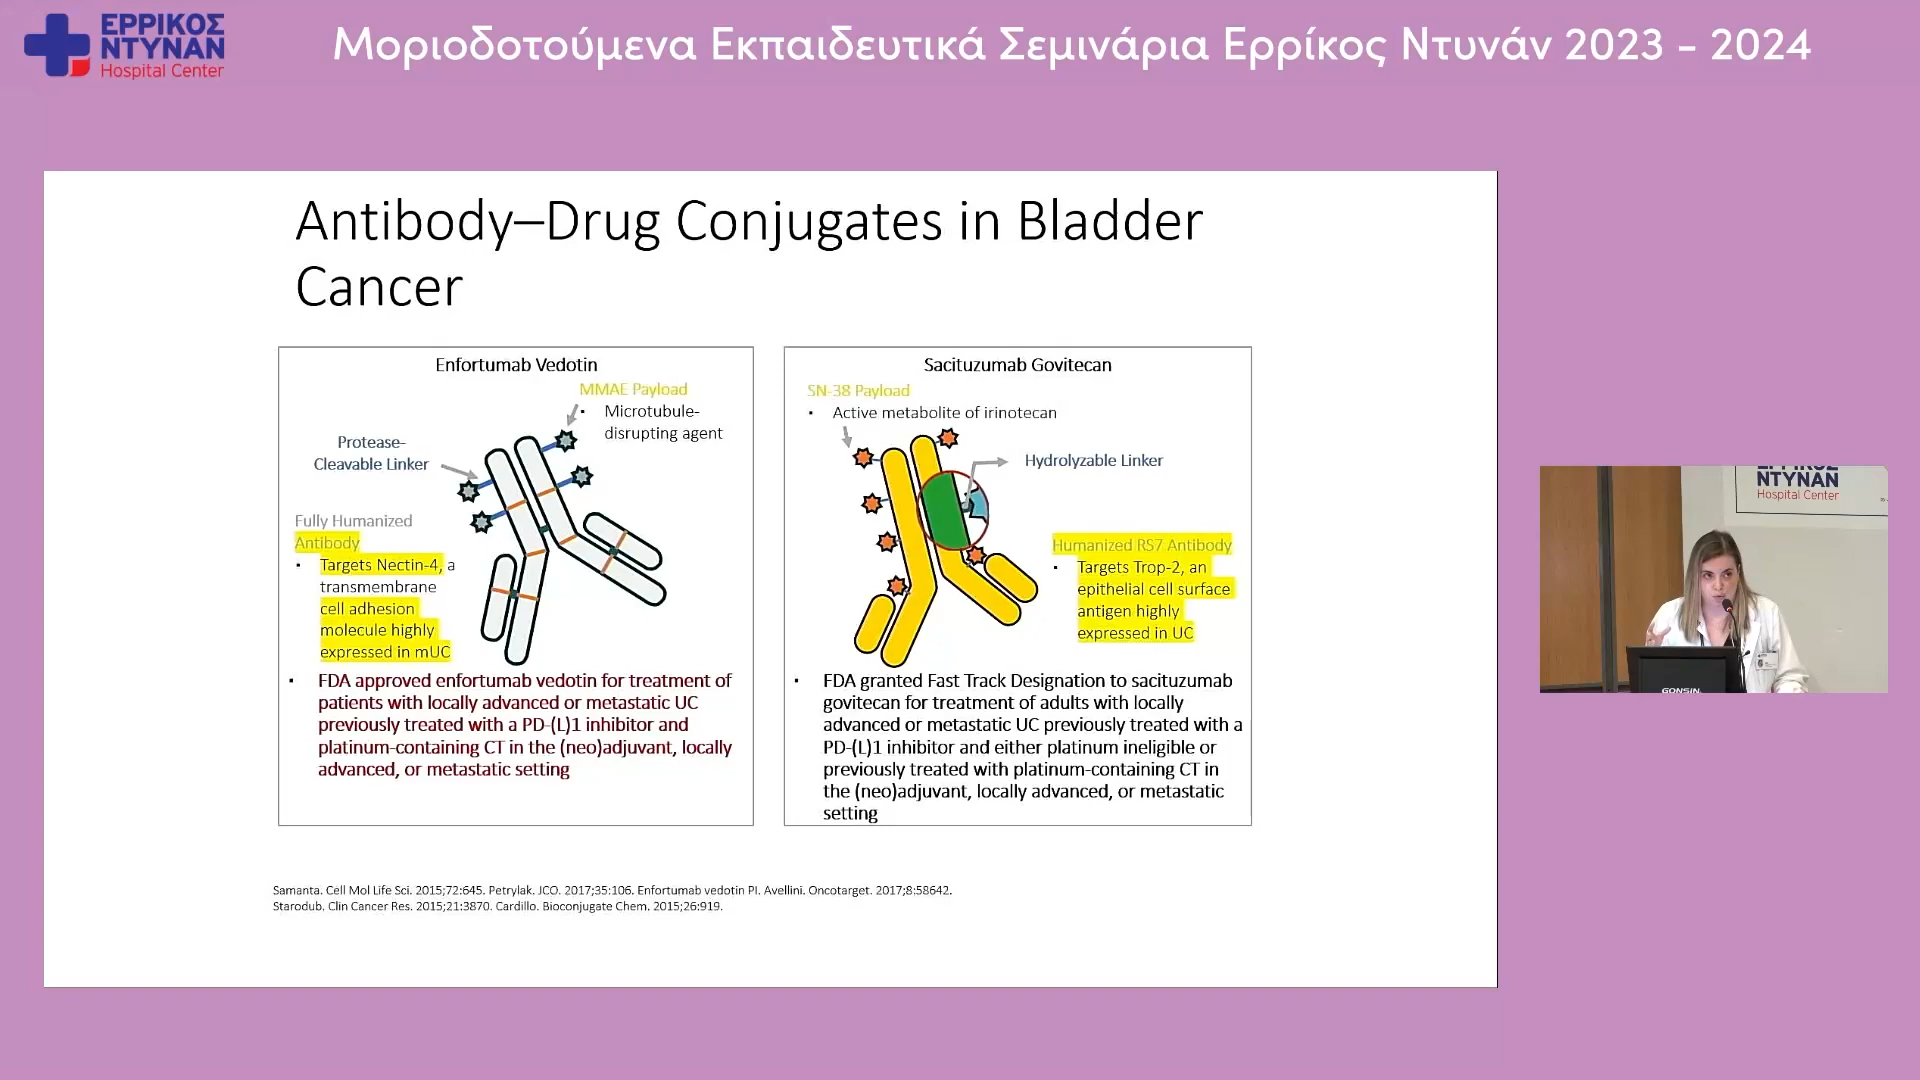 ΕΡΡΙΚΟΣ
ΝΤΥΝΑΝ
Hospital Center
Μοριοδοτούμενα Εκπαιδευτικά Σεμινάρια Ερρίκος Ντυνάν 2023 - 2024
Antibody–Drug Conjugates in Bladder
Cancer
Enfortumab Vedotin
MMAE Payload
▪ Microtubule-
disrupting agent
Protease-
Cleavable Linker
Fully Humanized
Antibody
▪ Targets Nectin-4, a
transmembrane
cell adhesion
molecule highly
expressed in mUC
▪ FDA approved enfortumab vedotin for treatment of
patients with locally advanced or metastatic UC
previously treated with a PD-(L)1 inhibitor and
platinum-containing CT in the (neo)adjuvant, locally
advanced, or metastatic setting
Sacituzumab Govitecan
SN-38 Payload
▪ Active metabolite of irinotecan
Hydrolyzable Linker
Humanized RS7 Antibody
▪ Targets Trop-2, an
epithelial cell surface
antigen highly
expressed in UC
▪ FDA granted Fast Track Designation to sacituzumab
govitecan for treatment of adults with locally
advanced or metastatic UC previously treated with a
PD-(L)1 inhibitor and either platinum ineligible or
previously treated with platinum-containing CT in
the (neo)adjuvant, locally advanced, or metastatic
setting
Samanta. Cell Mol Life Sci. 2015;72:645. Petrylak. JCO. 2017;35:106. Enfortumab vedotin PI. Avellini. Oncotarget. 2017;8:58642.
Starodub. Clin Cancer Res. 2015;21:3870. Cardillo. Bioconjugate Chem. 2015;26:919.
ΕΡΡΙΚΟΣ
ΝΤΥΝΑΝ
Hospital Center
GONSIN